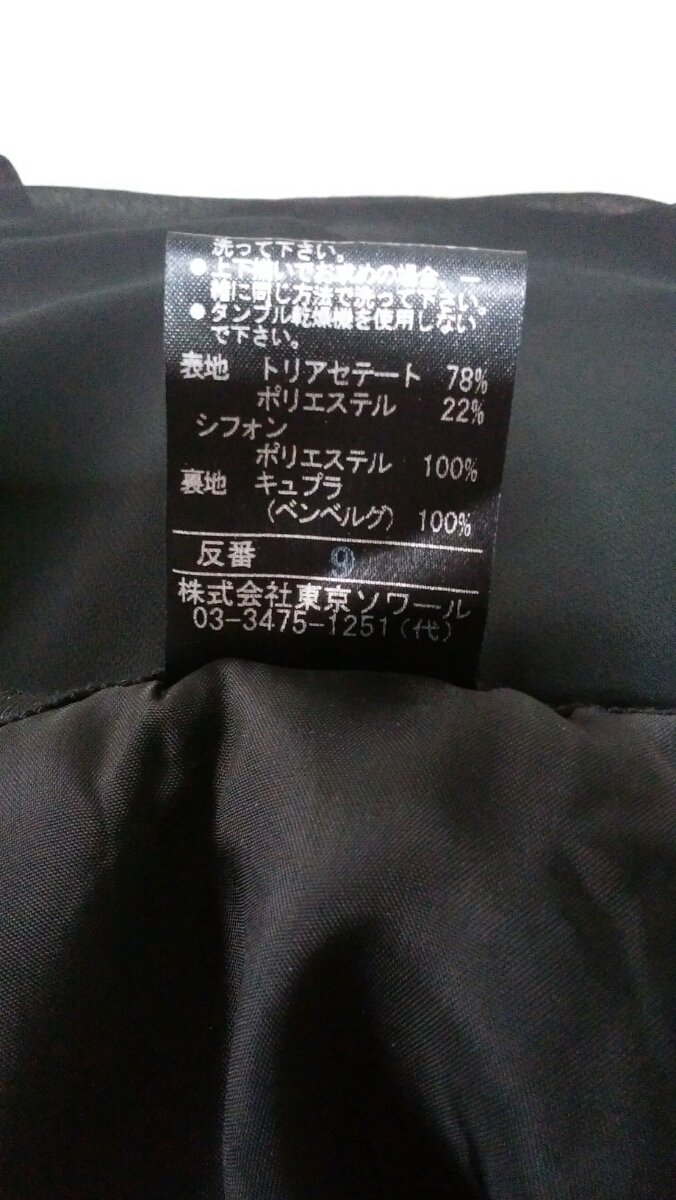 洗って下さい。
●上下揃いでお求めの場合、一
緒に同じ方法で洗って下さい。
●タンブル乾燥機を使用しない
で下さい。
表地 トリアセテート 78%
ポリエステル 22%
シフォン
ポリエステル 100%
裏地 キュプラ
(ベンベルグ) 100%
反番 9
株式会社東京ソワール
03-3475-1251(代)